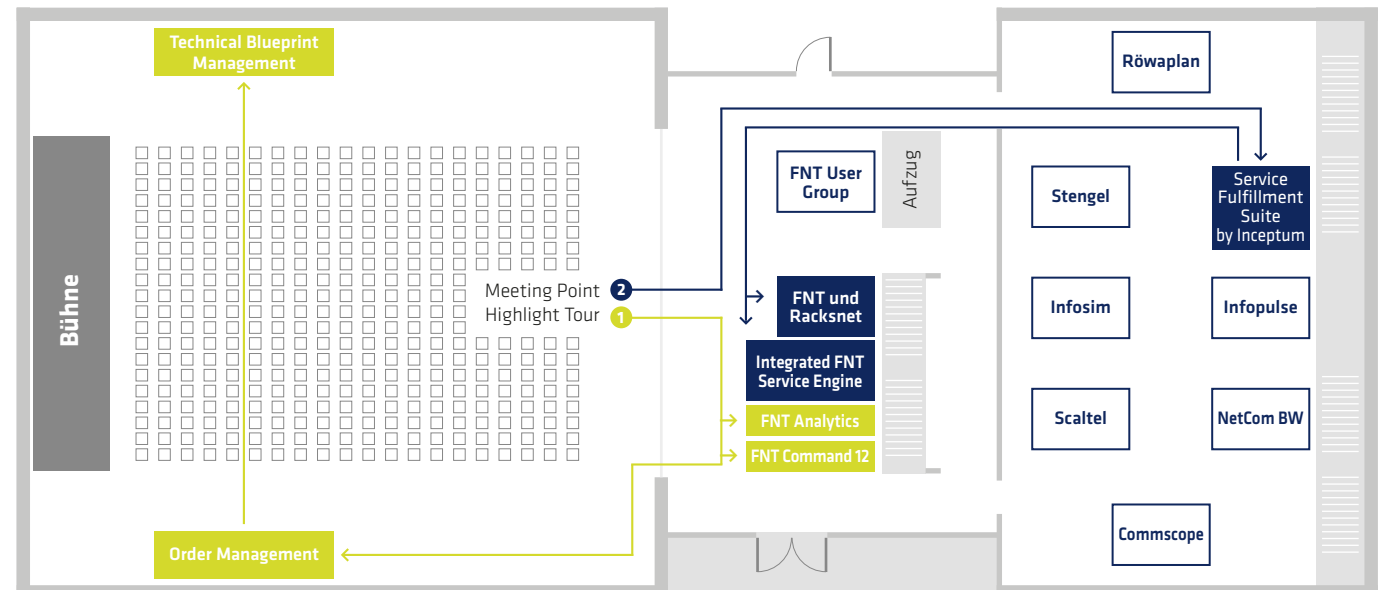 Technical Blueprint
Management
Bühne
Meeting Point 2
Highlight Tour 1
Order Management
FNT User
Group
Aufzug
FNT und
Racksnet
Integrated FNT
Service Engine
FNT Analytics
FNT Command 12
Röwaplan
Stengel
Service
Fulfillment
Suite
by Inceptum
Infosim
Infopulse
Scaltel
NetCom BW
Commscope